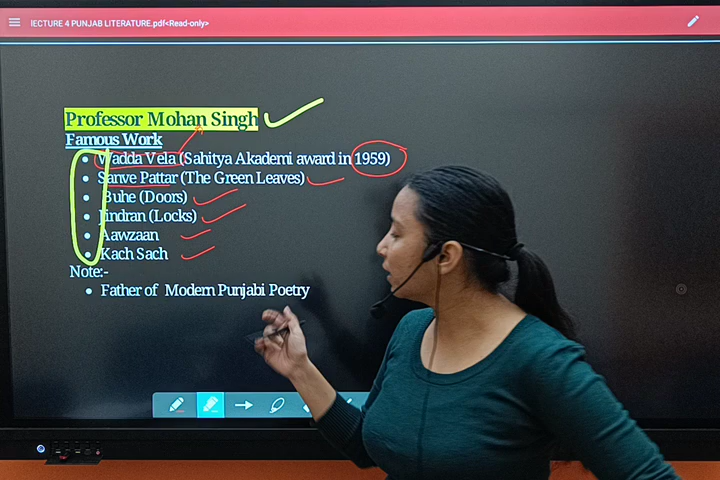 lECTURE 4 PUNJAB LITERATURE.pdf<Read-only>
Professor Mohan Singh
Famous Work
• Wadda Vela (Sahitya Akademi award in 1959)
• Sanve Pattar (The Green Leaves)
• Buhe (Doors)
• Jindran (Locks)
• Aawzaan
• Kach Sach
Note:-
• Father of Modern Punjabi Poetry